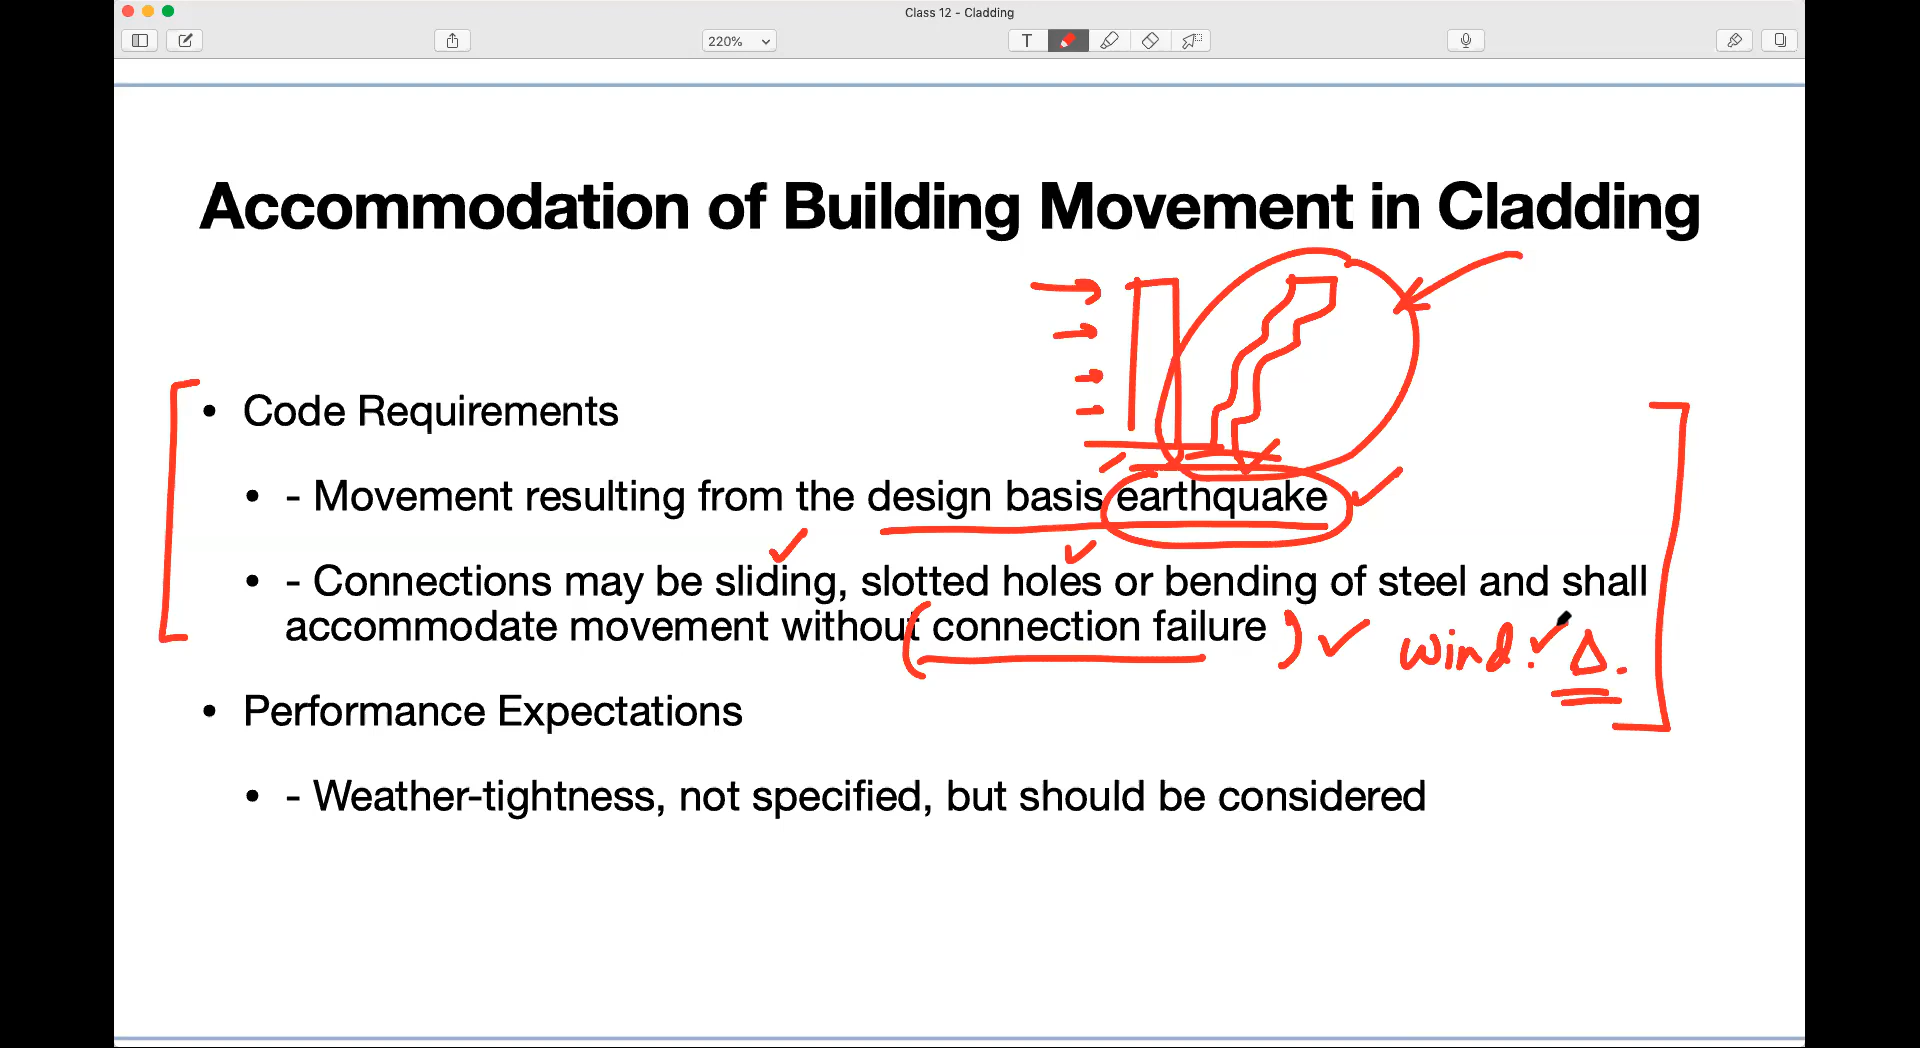 Class 12 - Cladding
220%
T
Accommodation of Building Movement in Cladding
• Code Requirements
• - Movement resulting from the design basis earthquake
• - Connections may be sliding, slotted holes or bending of steel and shall
accommodate movement without connection failure
wind. Δ.
• Performance Expectations
• - Weather-tightness, not specified, but should be considered